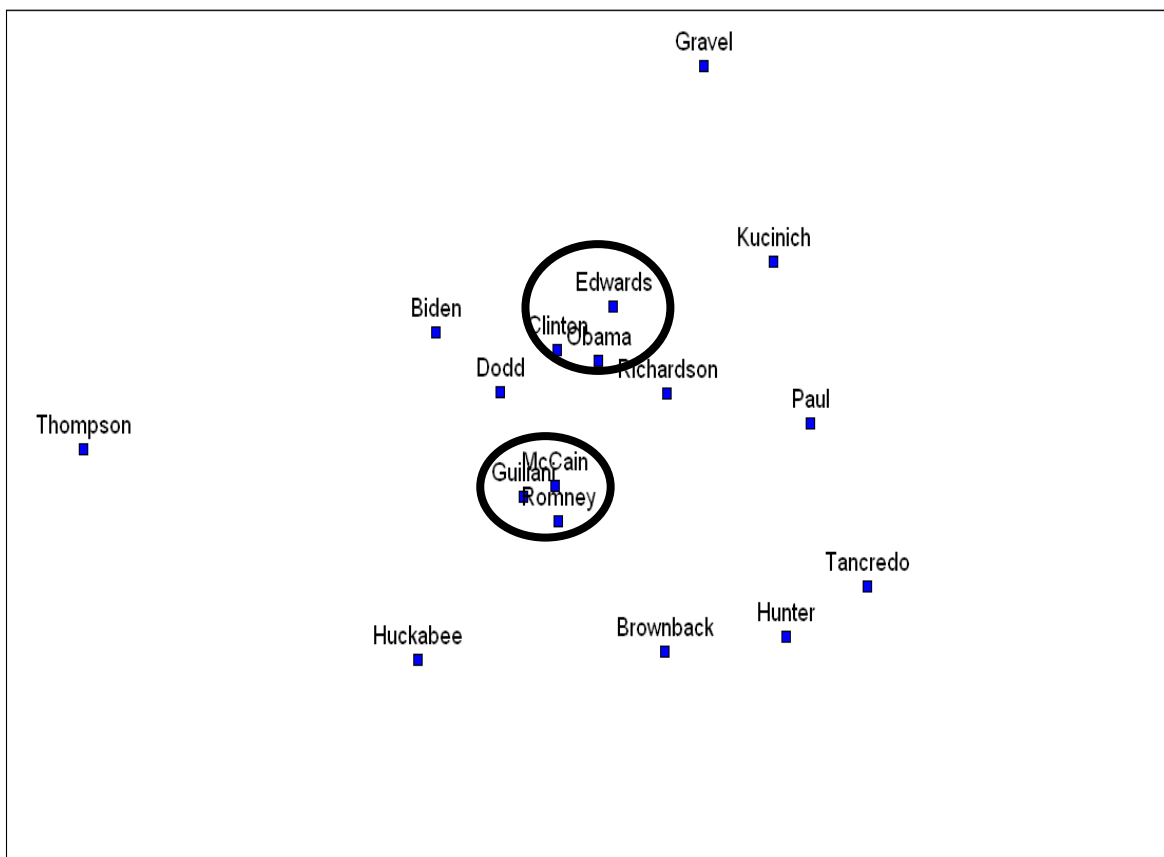 Gravel
Kucinich
Edwards
Biden
Clinton
Obama
Dodd
Richardson
Paul
Thompson
McCain
Guiliani
Romney
Tancredo
Hunter
Brownback
Huckabee